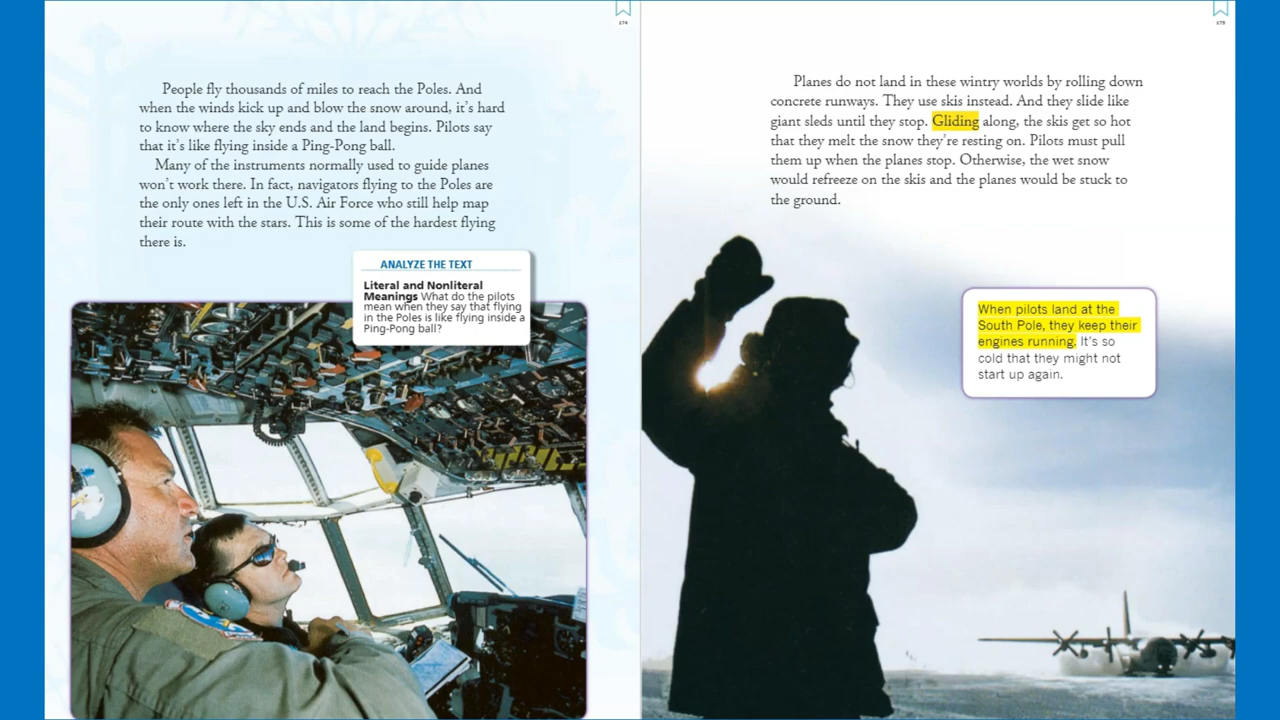 174
People fly thousands of miles to reach the Poles. And
when the winds kick up and blow the snow around, it's hard
to know where the sky ends and the land begins. Pilots say
that it's like flying inside a Ping-Pong ball.
Many of the instruments normally used to guide planes
won't work there. In fact, navigators flying to the Poles are
the only ones left in the U.S. Air Force who still help map
their route with the stars. This is some of the hardest flying
there is.
ANALYZE THE TEXT
Literal and Nonliteral
Meanings What do the pilots
mean when they say that flying
in the Poles is like flying inside a
Ping-Pong ball?
175
Planes do not land in these wintry worlds by rolling down
concrete runways. They use skis instead. And they slide like
giant sleds until they stop. Gliding along, the skis get so hot
that they melt the snow they're resting on. Pilots must pull
them up when the planes stop. Otherwise, the wet snow
would refreeze on the skis and the planes would be stuck to
the ground.
When pilots land at the
South Pole, they keep their
engines running. It's so
cold that they might not
start up again.